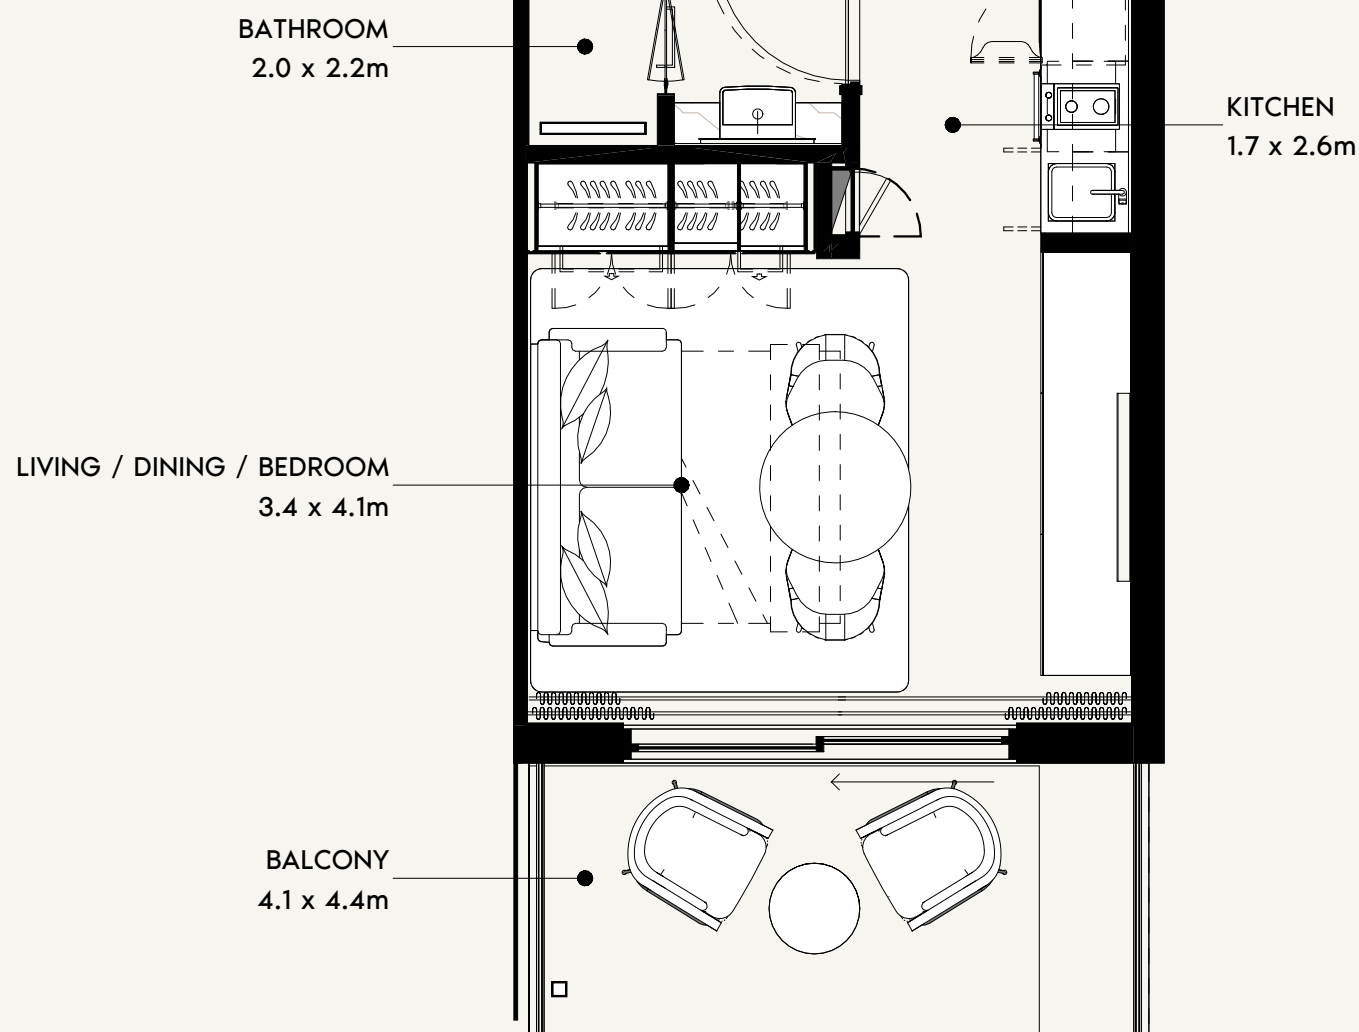 BATHROOM
2.0 x 2.2m
KITCHEN
1.7 x 2.6m
LIVING / DINING / BEDROOM
3.4 x 4.1m
BALCONY
4.1 x 4.4m